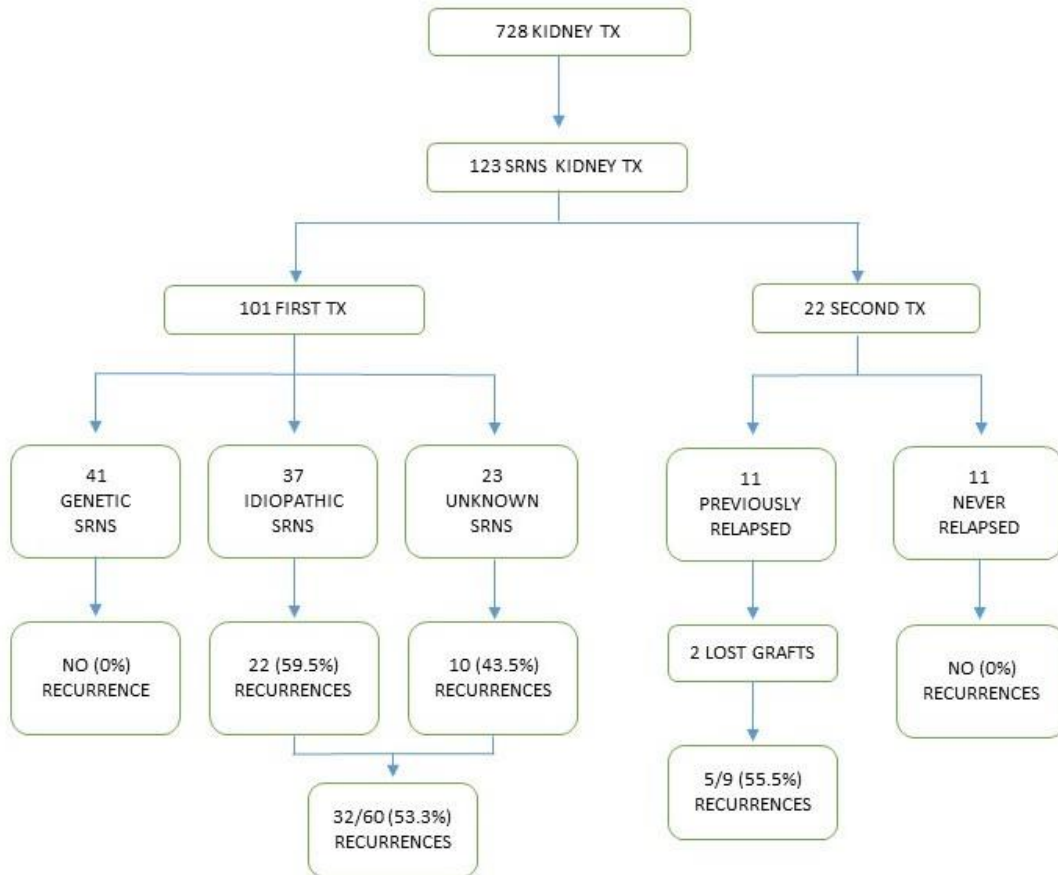 728 KIDNEY TX
123 SRNS KIDNEY TX
101 FIRST TX
22 SECOND TX
41
GENETIC
SRNS
37
IDIOPATHIC
SRNS
23
UNKNOWN
SRNS
11
PREVIOUSLY
RELAPSED
11
NEVER
RELAPSED
NO (0%)
RECURRENCE
22 (59.5%)
RECURRENCES
10 (43.5%)
RECURRENCES
2 LOST GRAFTS
NO (0%)
RECURRENCES
5/9 (55.5%)
RECURRENCES
32/60 (53.3%)
RECURRENCES